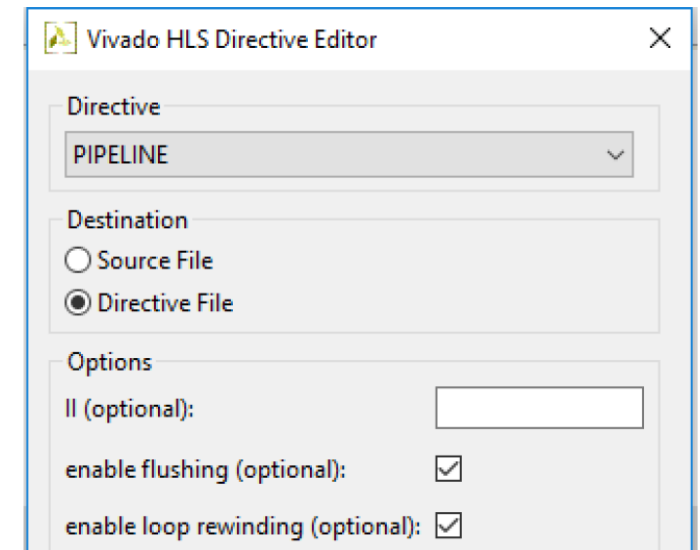 Vivado HLS Directive Editor
Directive
PIPELINE
Destination
Source File
Directive File
Options
II (optional):
enable flushing (optional):
enable loop rewinding (optional):